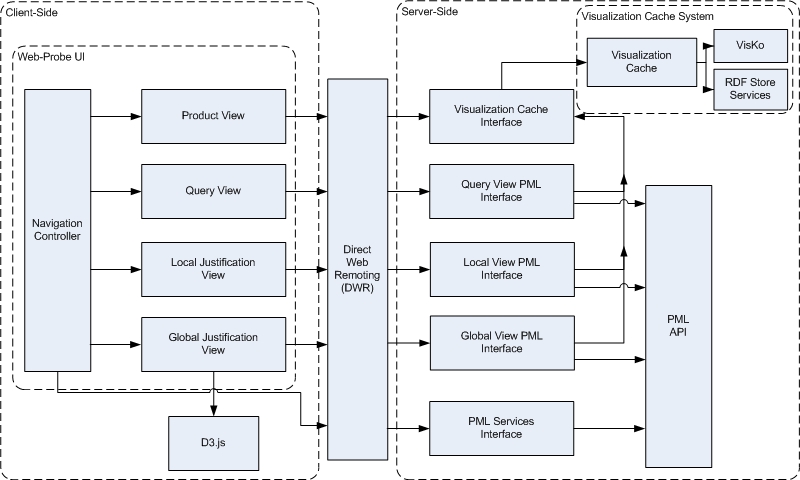 Client-Side
Web-Probe UI
Navigation
Controller
Product View
Query View
Local Justification
View
Global Justification
View
D3.js
Direct
Web
Remoting
(DWR)
Server-Side
Visualization Cache System
Visualization
Cache
VisKo
RDF Store
Services
Visualization Cache
Interface
Query View PML
Interface
Local View PML
Interface
Global View PML
Interface
PML Services
Interface
PML
API